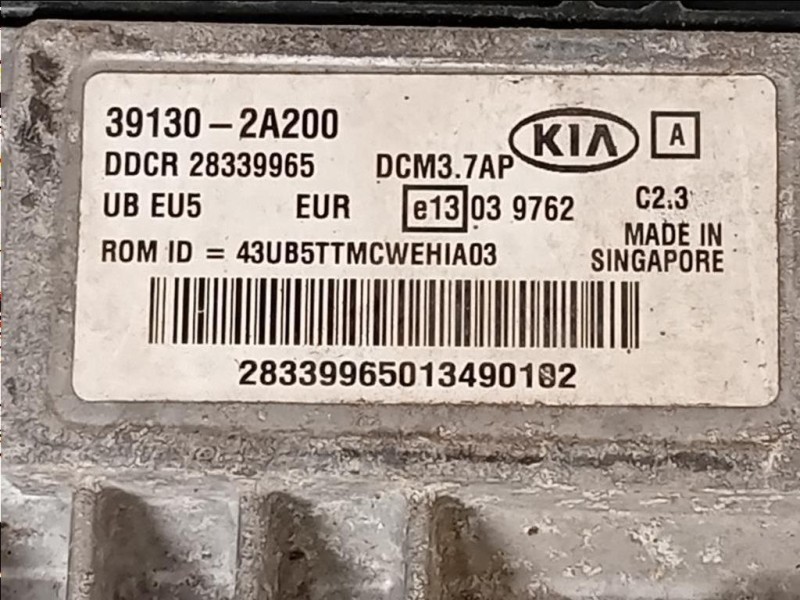 39130-2A200
KIA A
DDCR 28339965 DCM3.7AP
UB EU5 EUR e13 03 9762 C2.3
ROM ID = 43UB5TTMCWEHIA03
MADE IN
SINGAPORE
28339965013490102